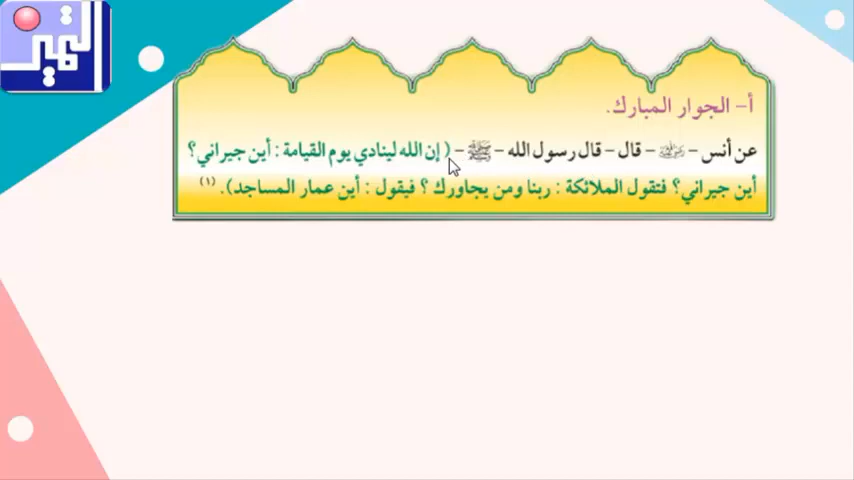 التميز
أ- الجوار المبارك.
عن أنس - رضي الله عنه - قال - قال رسول الله - ﷺ - ( إن الله لينادي يوم القيامة : أين جيراني؟
أين جيراني؟ فتقول الملائكة : ربنا ومن يجاورك ؟ فيقول : أين عمار المساجد). (١)